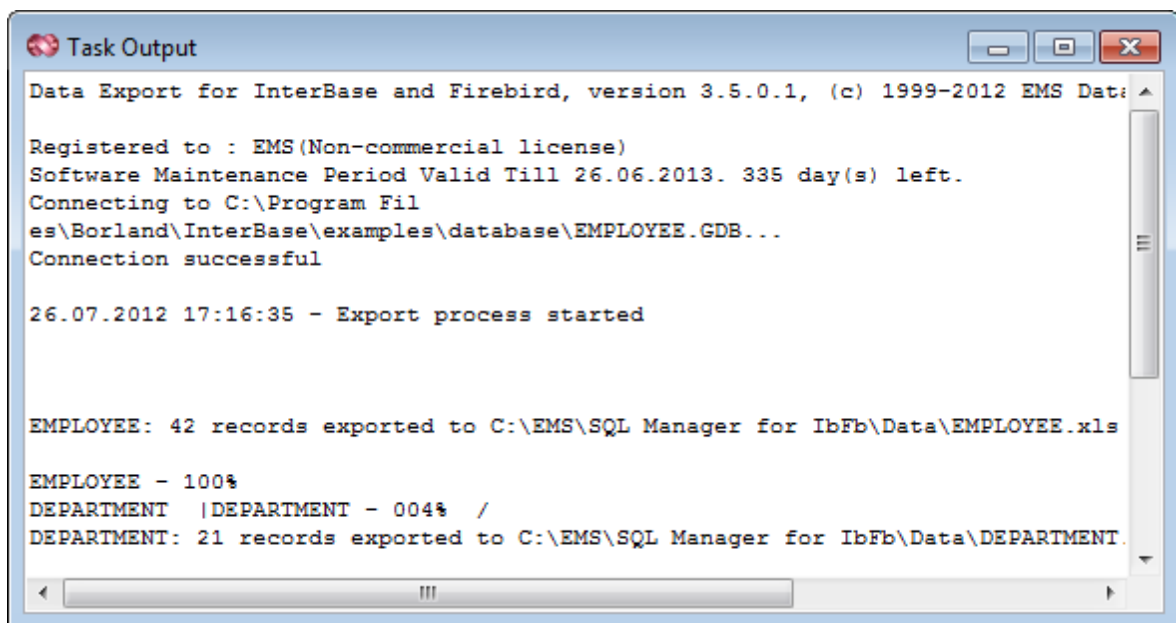 Task Output
Data Export for InterBase and Firebird, version 3.5.0.1, (c) 1999-2012 EMS Data
Registered to : EMS(Non-commercial license)
Software Maintenance Period Valid Till 26.06.2013. 335 day(s) left.
Connecting to C:\Program Fil
es\Borland\InterBase\examples\database\EMPLOYEE.GDB...
Connection successful
26.07.2012 17:16:35 - Export process started
EMPLOYEE: 42 records exported to C:\EMS\SQL Manager for IbFb\Data\EMPLOYEE.xls
EMPLOYEE - 100%
DEPARTMENT  |DEPARTMENT - 004%  /
DEPARTMENT: 21 records exported to C:\EMS\SQL Manager for IbFb\Data\DEPARTMENT.